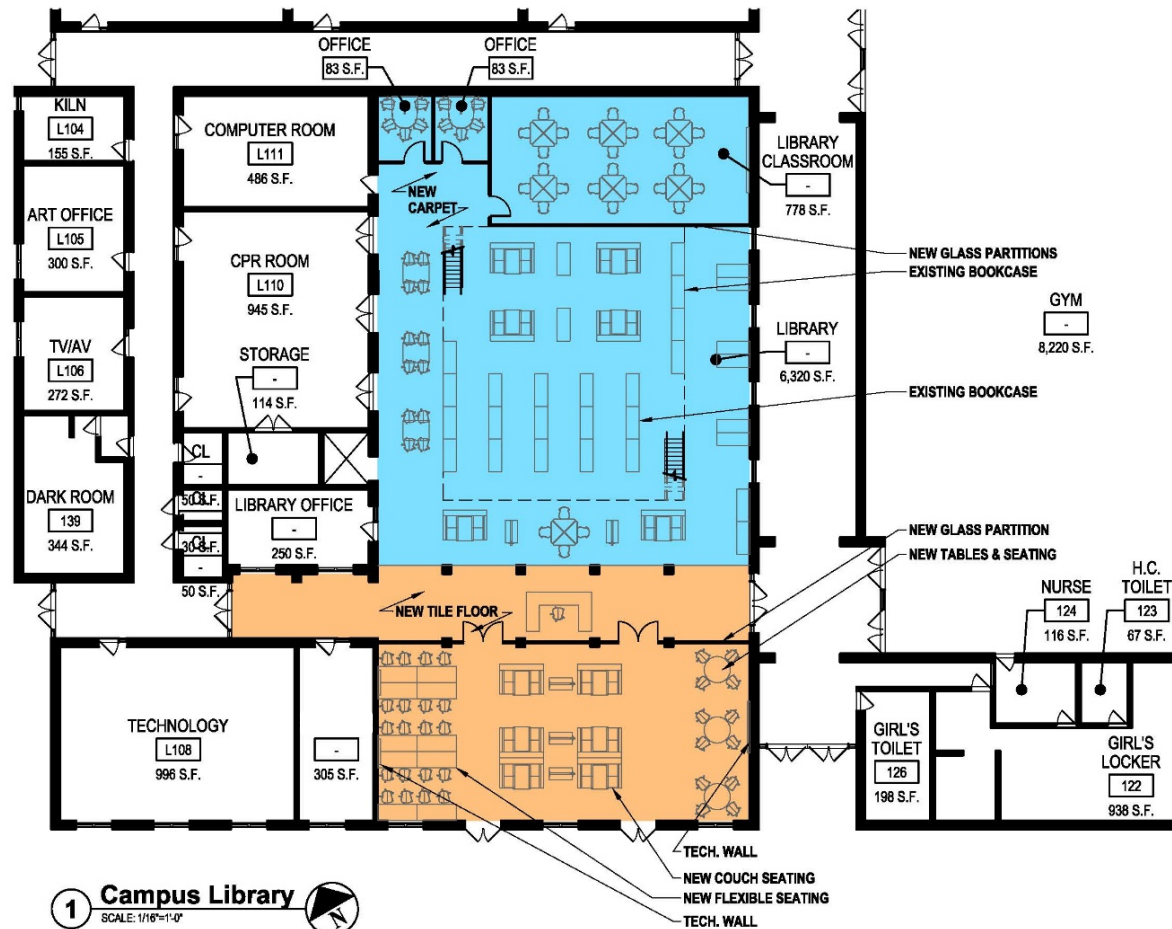 OFFICE
83 S.F.
OFFICE
83 S.F.
KILN
L104
155 S.F.
COMPUTER ROOM
L111
486 S.F.
LIBRARY
CLASSROOM
-
778 S.F.
NEW
CARPET
ART OFFICE
L105
300 S.F.
CPR ROOM
L110
945 S.F.
NEW GLASS PARTITIONS
EXISTING BOOKCASE
GYM
-
8,220 S.F.
LIBRARY
-
6,320 S.F.
TV/AV
L106
272 S.F.
STORAGE
-
114 S.F.
EXISTING BOOKCASE
CL
-
50 S.F.
CL
30 S.F.
CL
-
50 S.F.
DARK ROOM
139
344 S.F.
LIBRARY OFFICE
-
250 S.F.
NEW GLASS PARTITION
NEW TABLES & SEATING
NEW TILE FLOOR
NURSE
124
116 S.F.
H.C.
TOILET
123
67 S.F.
TECHNOLOGY
L108
996 S.F.
-
305 S.F.
GIRL'S
TOILET
126
198 S.F.
GIRL'S
LOCKER
122
938 S.F.
TECH. WALL
NEW COUCH SEATING
NEW FLEXIBLE SEATING
TECH. WALL
1 Campus Library
SCALE: 1/16"=1'-0"
N